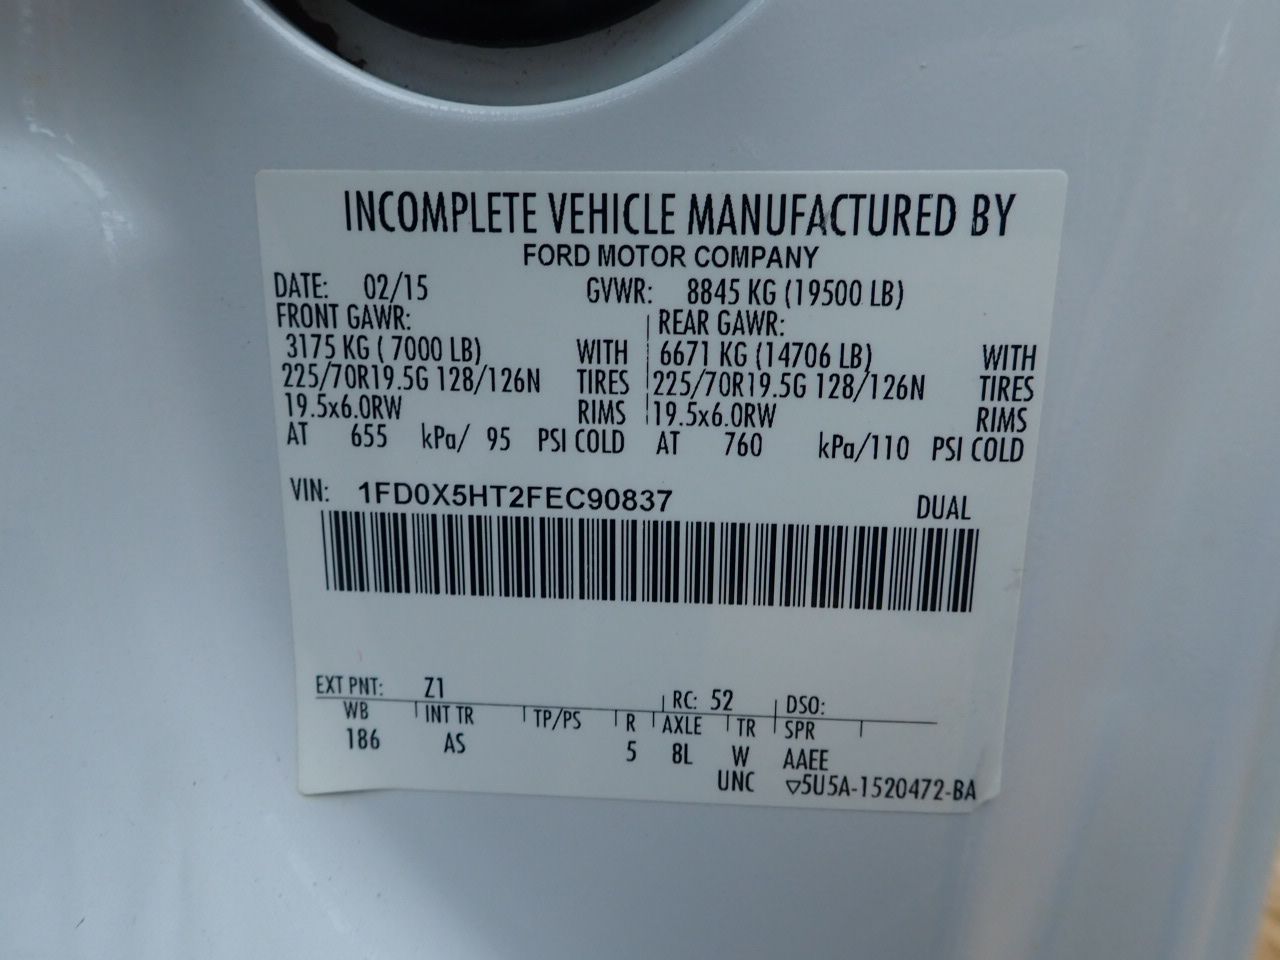 INCOMPLETE VEHICLE MANUFACTURED BY
FORD MOTOR COMPANY
DATE: 02/15 GVWR: 8845 KG (19500 LB)
FRONT GAWR: REAR GAWR:
3175 KG ( 7000 LB) WITH 6671 KG (14706 LB) WITH
225/70R19.5G 128/126N TIRES 225/70R19.5G 128/126N TIRES
19.5x6.0RW RIMS 19.5x6.0RW RIMS
AT 655 kPa/ 95 PSI COLD AT 760 kPa/110 PSI COLD
VIN: 1FD0X5HT2FEC90837 DUAL
EXT PNT: Z1 RC: 52 DSO:
WB INT TR TP/PS R AXLE TR SPR
186 AS 5 8L W AAEE
UNC ▽5U5A-1520472-BA